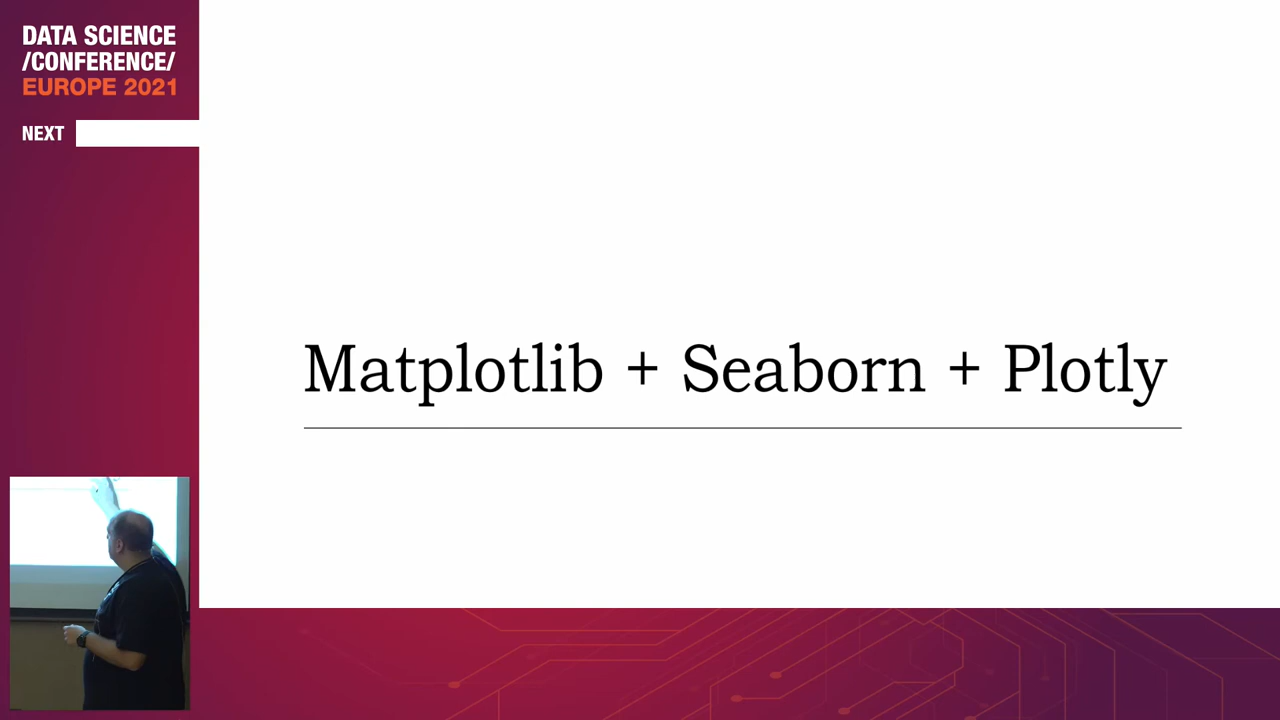 DATA SCIENCE
/CONFERENCE/
EUROPE 2021
NEXT
Matplotlib + Seaborn + Plotly